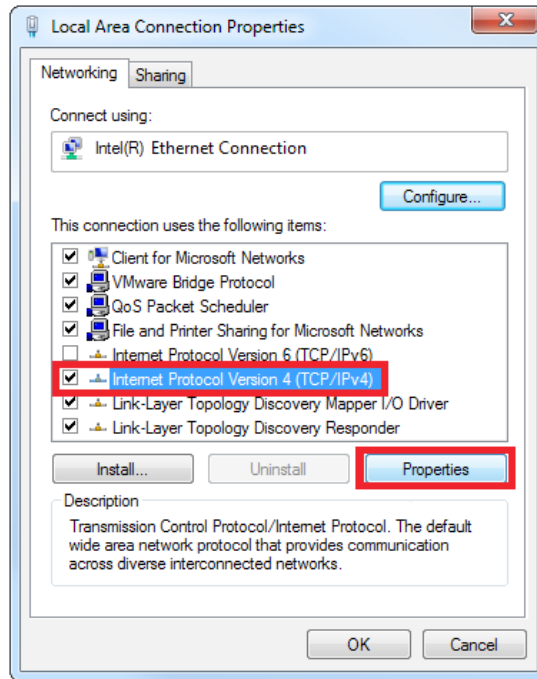 Local Area Connection Properties
Networking
Sharing
Connect using:
Intel(R) Ethernet Connection
Configure...
This connection uses the following items:
Client for Microsoft Networks
VMware Bridge Protocol
QoS Packet Scheduler
File and Printer Sharing for Microsoft Networks
Internet Protocol Version 6 (TCP/IPv6)
Internet Protocol Version 4 (TCP/IPv4)
Link-Layer Topology Discovery Mapper I/O Driver
Link-Layer Topology Discovery Responder
Install...
Uninstall
Properties
Description
Transmission Control Protocol/Internet Protocol. The default
wide area network protocol that provides communication
across diverse interconnected networks.
OK
Cancel